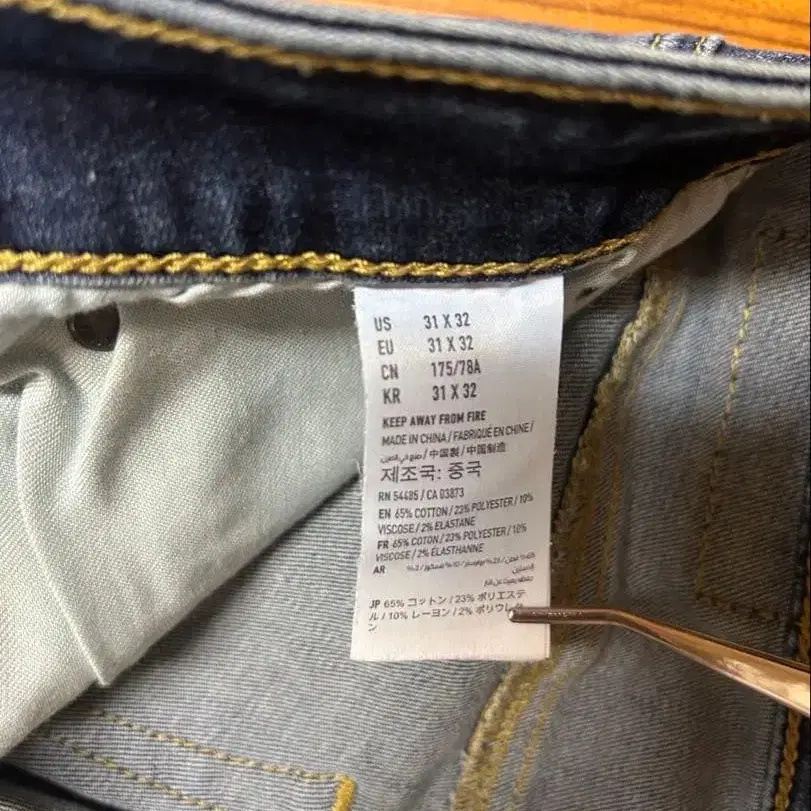 US 31 X 32
EU 31 X 32
CN 175/78A
KR 31 X 32
KEEP AWAY FROM FIRE
MADE IN CHINA / FABRIQUÉ EN CHINE /
صنع في الصين / 中国製 / 中国制造
제조국: 중국
RN 54485 / CA 03873
EN 65% COTTON / 23% POLYESTER / 10%
VISCOSE / 2% ELASTANE
FR 65% COTON / 23% POLYESTER / 10%
VISCOSE / 2% ÉLASTHANNE
AR
JP 65% コットン / 23% ポリエステ
ル / 10% レーヨン / 2% ポリウレタ
ン